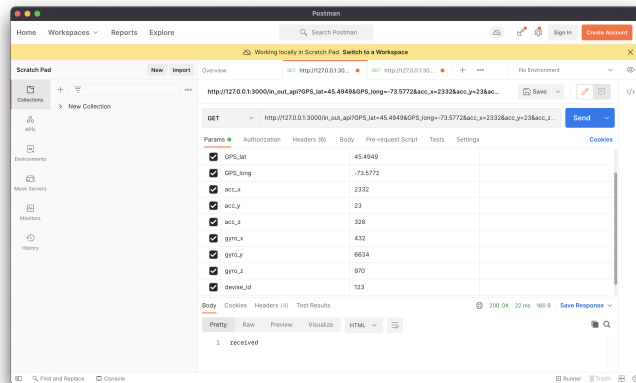 Postman
Home Workspaces Reports Explore Search Postman Sign In Create Account
Working locally in Scratch Pad. Switch to a Workspace
Scratch Pad New Import Overview GET http://127.0.0.1:30... GET http://127.0.0.1:30... No Environment
Collections
New Collection
http://127.0.0.1:3000/in_out_api?GPS_lat=45.4949&GPS_long=-73.5772&acc_x=2332&acc_y=23&ac... Save
GET http://127.0.0.1:3000/in_out_api?GPS_lat=45.4949&GPS_long=-73.5772&acc_x=2332&acc_y=23&acc_z... Send
APIs
Params Authorization Headers (6) Body Pre-request Script Tests Settings Cookies
Environments
GPS_lat 45.4949
GPS_long -73.5772
Mock Servers
acc_x 2332
acc_y 23
Monitors
acc_z 328
History
gyro_x 432
gyro_y 6634
gyro_z 970
devise_id 123
Body Cookies Headers (4) Test Results 200 OK 22 ms 160 B Save Response
Pretty Raw Preview Visualize HTML
1 received
Find and Replace Console Runner Trash